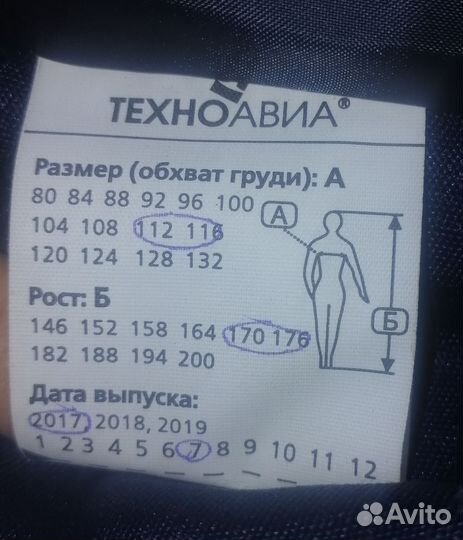 ТЕХНОАВИА®
Размер (обхват груди): А
80 84 88 92 96 100
104 108 112 116
120 124 128 132
А
Рост: Б
146 152 158 164 170 176
182 188 194 200
Б
Дата выпуска:
2017, 2018, 2019
1 2 3 4 5 6 7 8 9 10 11 12
Avito